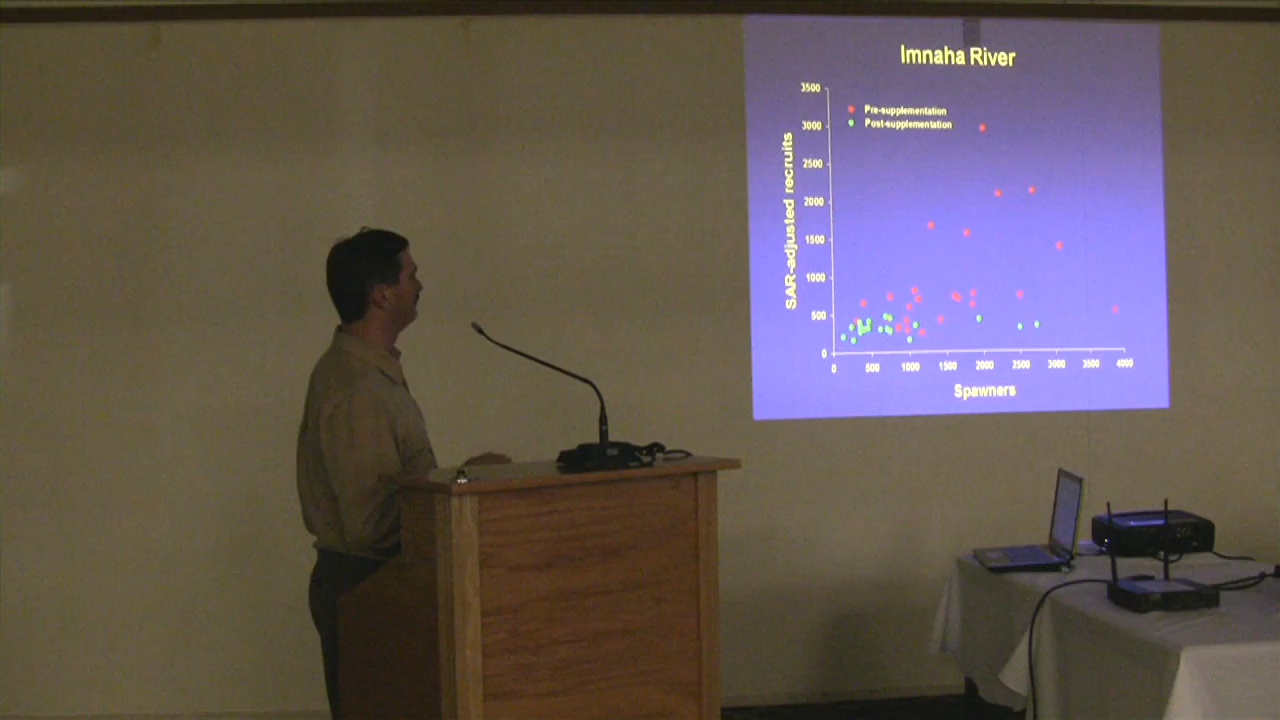 Imnaha River
3500
3000
2500
2000
1500
1000
500
0
SAR-adjusted recruits
Pre-supplementation
Post-supplementation
0 500 1000 1500 2000 2500 3000 3500 4000
Spawners